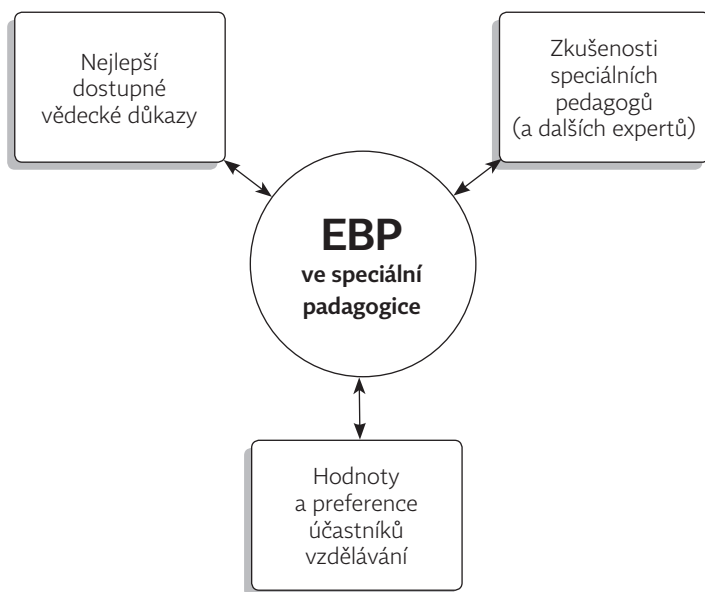 Nejlepší
dostupné
vědecké důkazy
Zkušenosti
speciálních
pedagogů
(a dalších expertů)
EBP
ve speciální
padagogice
Hodnoty
a preference
účastníků
vzdělávání